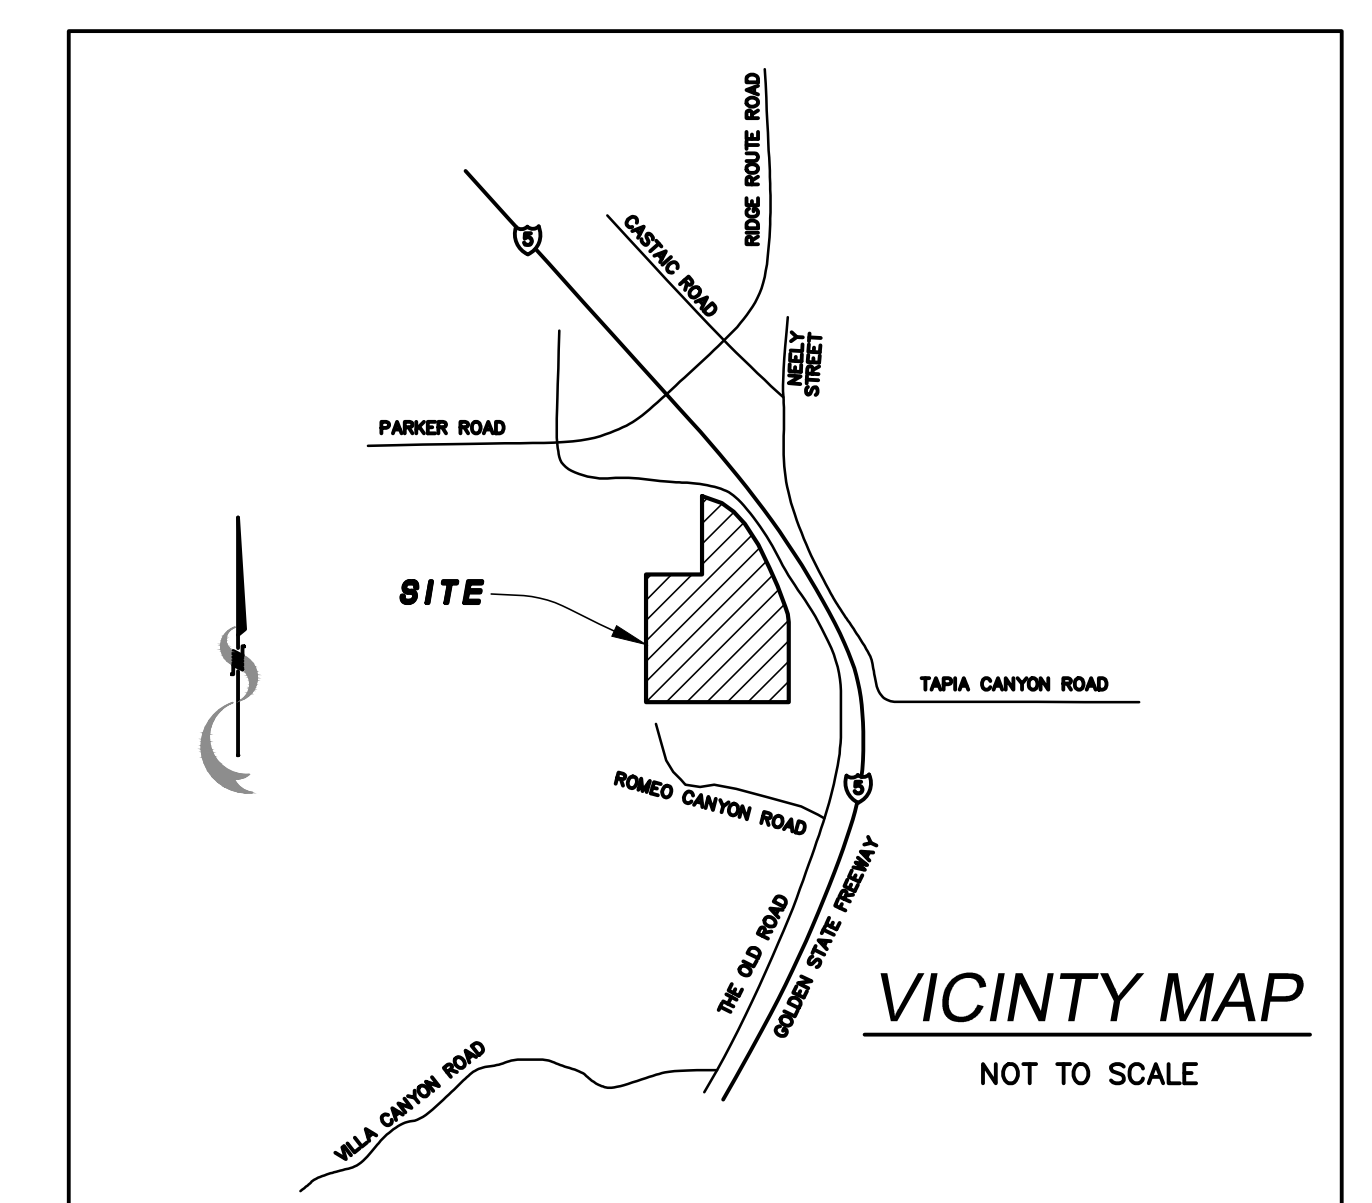 RIDGE ROUTE ROAD
5
CASTAIC ROAD
NEELY
STREET
PARKER ROAD
SITE
N
TAPIA CANYON ROAD
ROMEO CANYON ROAD
5
THE OLD ROAD
GOLDEN STATE FREEWAY
VICINTY MAP
NOT TO SCALE
VILLA CANYON ROAD